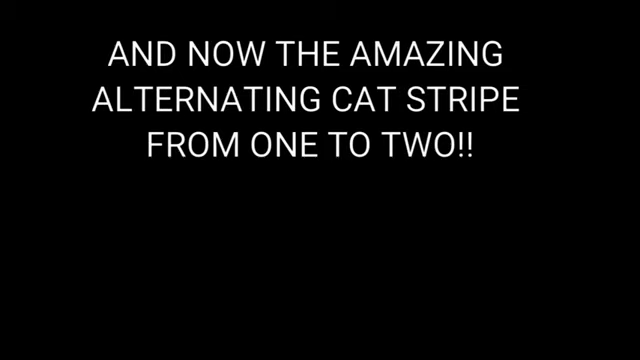 AND NOW THE AMAZING
ALTERNATING CAT STRIPE
FROM ONE TO TWO!!